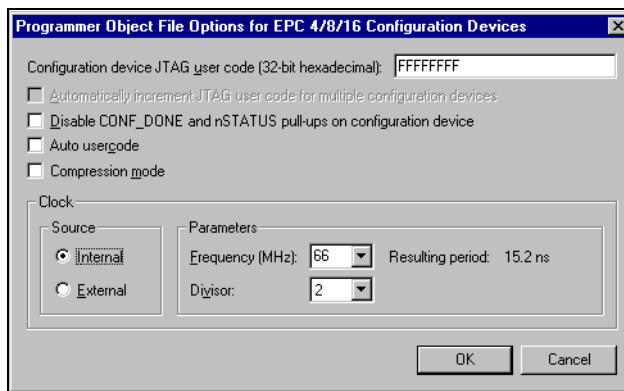 Programmer Object File Options for EPC 4/8/16 Configuration Devices
Configuration device JTAG user code (32-bit hexadecimal): FFFFFFFF
Automatically increment JTAG user code for multiple configuration devices
Disable CONF_DONE and nSTATUS pull-ups on configuration device
Auto usercode
Compression mode
Clock
Source
Internal
External
Parameters
Frequency (MHz): 66 Resulting period: 15.2 ns
Divisor: 2
OK Cancel